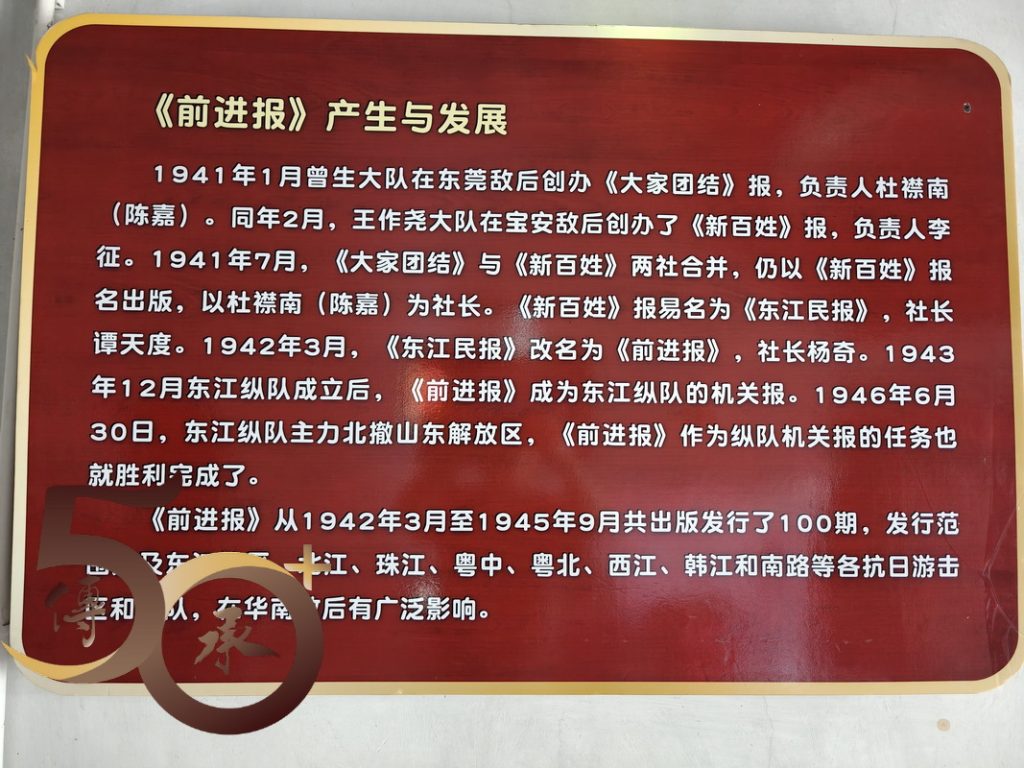 《前进报》产生与发展
1941年1月曾生大队在东莞敌后创办《大家团结》报，负责人杜襟南
（陈嘉）。同年2月，王作尧大队在宝安敌后创办了《新百姓》报，负责人李
征。1941年7月，《大家团结》与《新百姓》两社合并，仍以《新百姓》报
名出版，以杜襟南（陈嘉）为社长。《新百姓》报易名为《东江民报》，社长
谭天度。1942年3月，《东江民报》改名为《前进报》，社长杨奇。1943
年12月东江纵队成立后，《前进报》成为东江纵队的机关报。1946年6月
30日，东江纵队主力北撤山东解放区，《前进报》作为纵队机关报的任务也
就胜利完成了。
《前进报》从1942年3月至1945年9月共出版发行了100期，发行范
及东江、珠江、粤中、粤北、西江、韩江和南路等各抗日游击
和队，在华南敌后有广泛影响。
50+
傳承